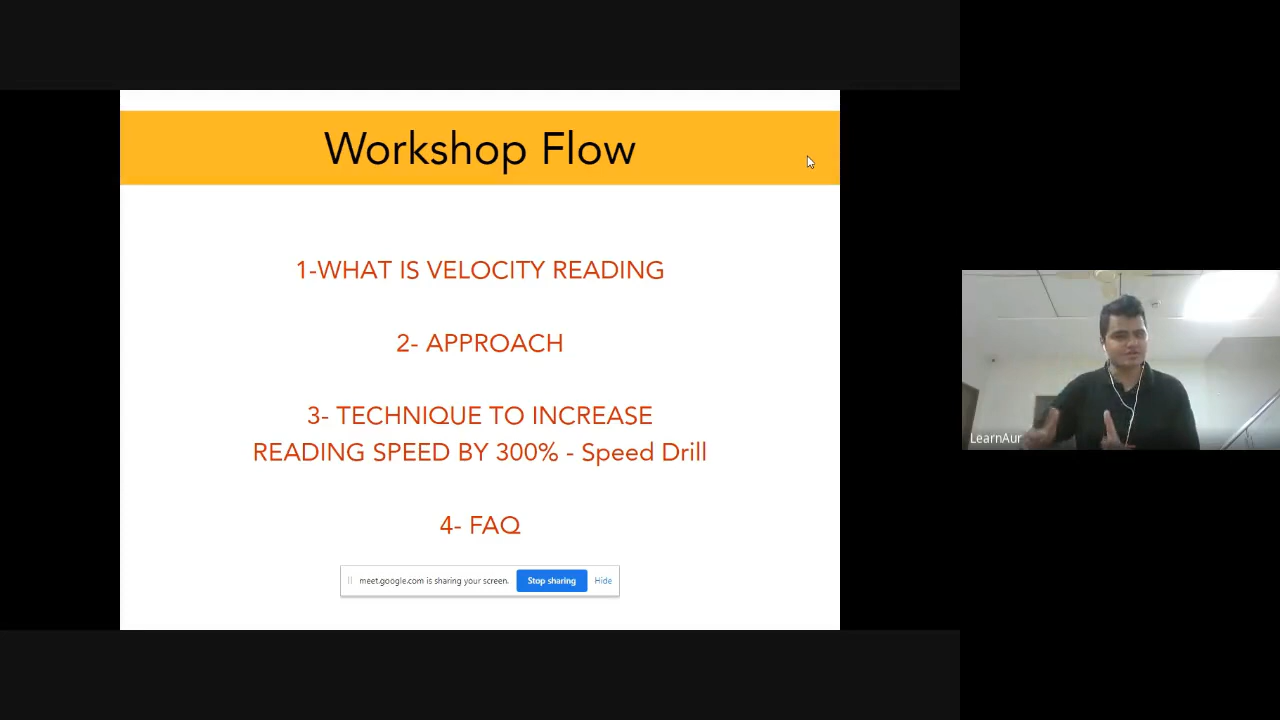 Workshop Flow
1-WHAT IS VELOCITY READING
2- APPROACH
3- TECHNIQUE TO INCREASE
READING SPEED BY 300% - Speed Drill
4- FAQ
meet.google.com is sharing your screen. Stop sharing Hide
LearnAur